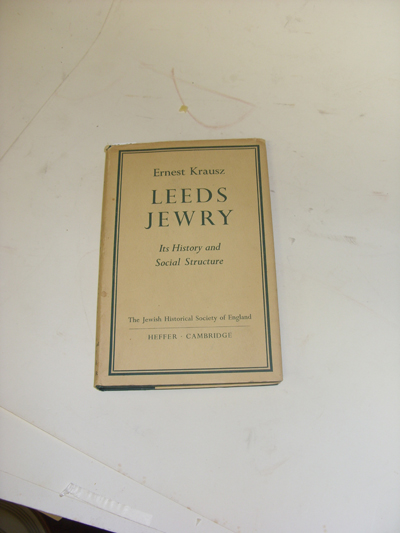 Ernest Krausz
LEEDS
JEWRY
Its History and
Social Structure
The Jewish Historical Society of England
HEFFER · CAMBRIDGE